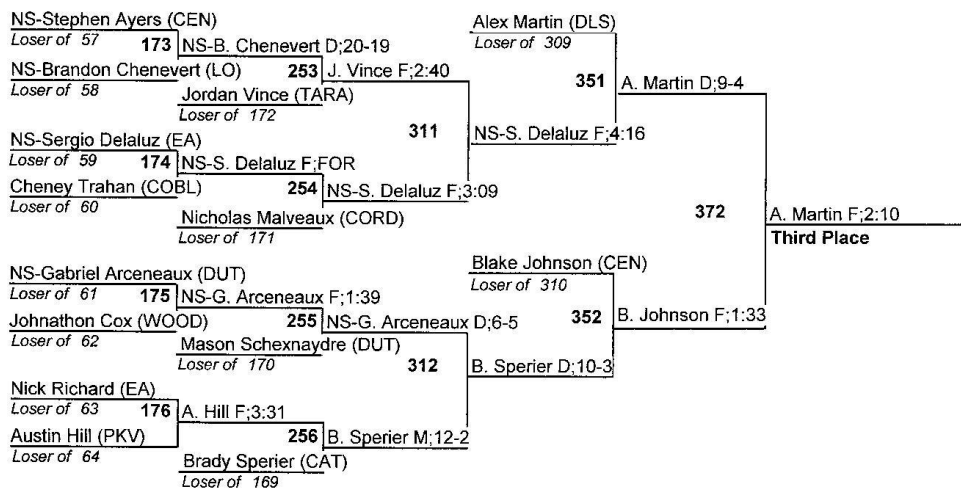 NS-Stephen Ayers (CEN)
Loser of 57
173
NS-B. Chenevert D;20-19
NS-Brandon Chenevert (LO)
Loser of 58
253
J. Vince F;2:40
Jordan Vince (TARA)
Loser of 172
311
NS-S. Delaluz F;4:16
NS-Sergio Delaluz (EA)
Loser of 59
174
NS-S. Delaluz F;FOR
Cheney Trahan (COBL)
Loser of 60
254
NS-S. Delaluz F;3:09
Nicholas Malveaux (CORD)
Loser of 171
Alex Martin (DLS)
Loser of 309
351
A. Martin D;9-4
372
A. Martin F;2:10
Third Place
NS-Gabriel Arceneaux (DUT)
Loser of 61
175
NS-G. Arceneaux F;1:39
Johnathon Cox (WOOD)
Loser of 62
255
NS-G. Arceneaux D;6-5
Mason Schexnaydre (DUT)
Loser of 170
312
B. Sperier D;10-3
Nick Richard (EA)
Loser of 63
176
A. Hill F;3:31
Austin Hill (PKV)
Loser of 64
256
B. Sperier M;12-2
Brady Sperier (CAT)
Loser of 169
Blake Johnson (CEN)
Loser of 310
352
B. Johnson F;1:33